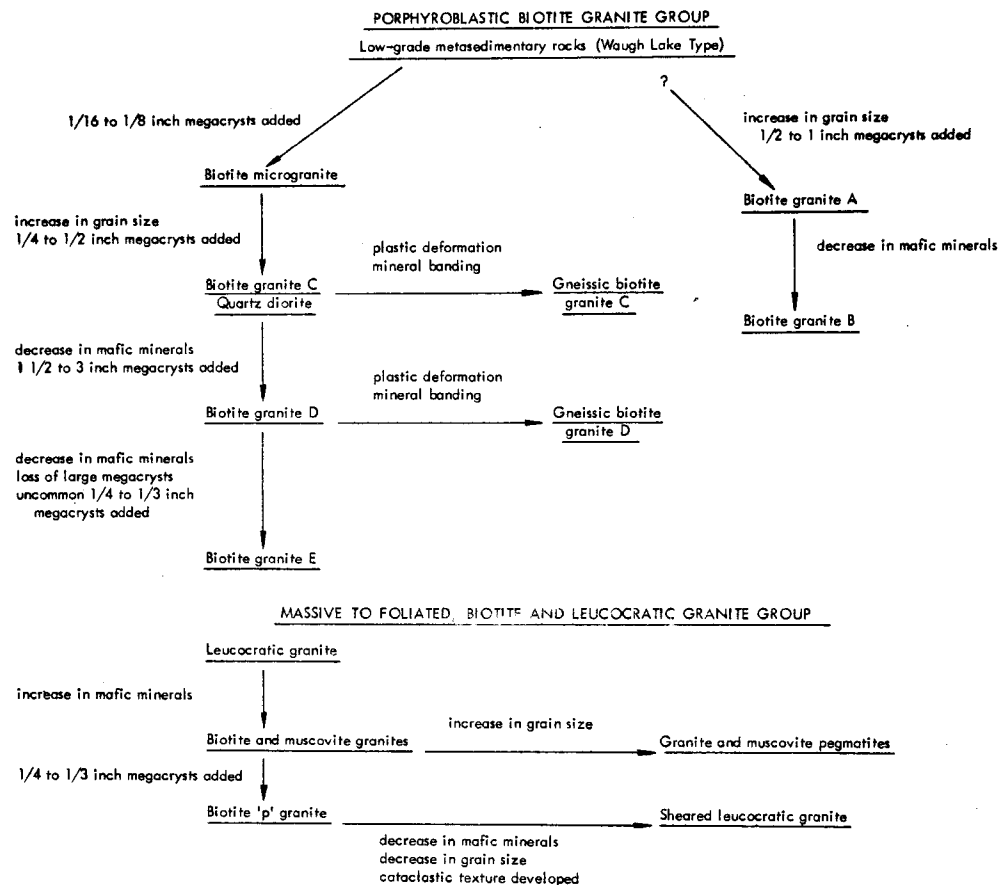 PORPHYROBLASTIC BIOTITE GRANITE GROUP
Low-grade metasedimentary rocks (Waugh Lake Type)
?
1/16 to 1/8 inch megacrysts added
increase in grain size
1/2 to 1 inch megacrysts added
Biotite microgranite
Biotite granite A
increase in grain size
1/4 to 1/2 inch megacrysts added
plastic deformation
mineral banding
decrease in mafic minerals
Biotite granite C
Quartz diorite
Gneissic biotite
granite C
Biotite granite B
decrease in mafic minerals
1 1/2 to 3 inch megacrysts added
plastic deformation
mineral banding
Biotite granite D
Gneissic biotite
granite D
decrease in mafic minerals
loss of large megacrysts
uncommon 1/4 to 1/3 inch
megacrysts added
Biotite granite E
MASSIVE TO FOLIATED, BIOTITE AND LEUCOCRATIC GRANITE GROUP
Leucocratic granite
increase in mafic minerals
Biotite and muscovite granites
increase in grain size
Granite and muscovite pegmatites
1/4 to 1/3 inch megacrysts added
Biotite 'p' granite
Sheared leucocratic granite
decrease in mafic minerals
decrease in grain size
cataclastic texture developed